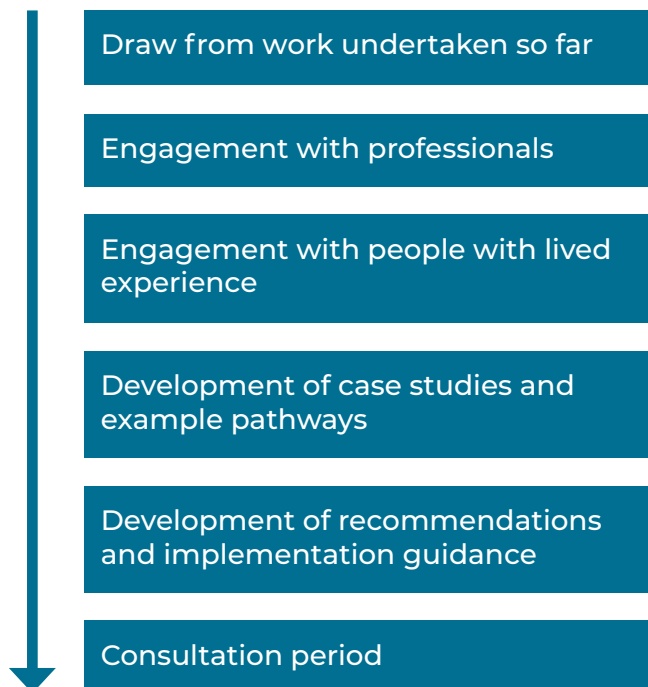 Draw from work undertaken so far
Engagement with professionals
Engagement with people with lived
experience
Development of case studies and
example pathways
Development of recommendations
and implementation guidance
Consultation period